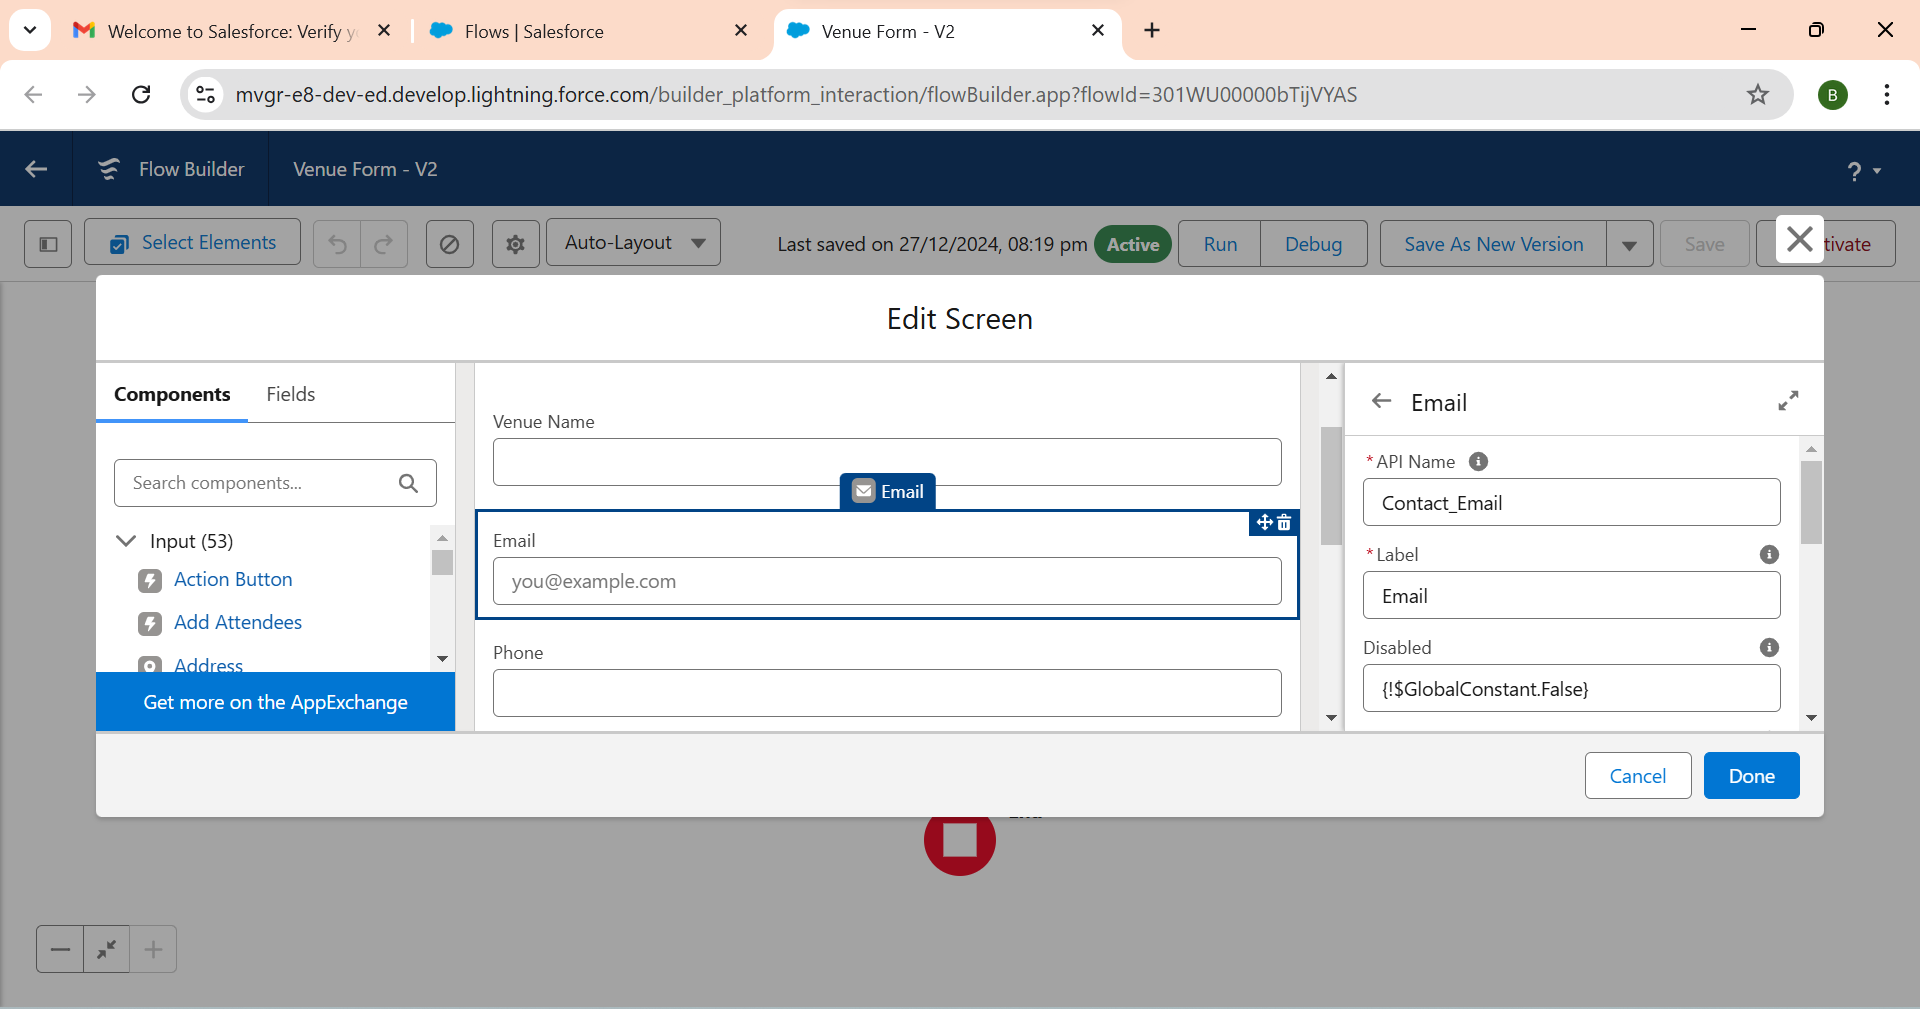 Welcome to Salesforce: Verify
Flows | Salesforce
Venue Form - V2
mvgr-e8-dev-ed.develop.lightning.force.com/builder_platform_interaction/flowBuilder.app?flowId=301WU00000bTijVYAS
B
Flow Builder
Venue Form - V2
?
Select Elements
Auto-Layout
Last saved on 27/12/2024, 08:19 pm
Active
Run
Debug
Save As New Version
Save
tivate
Edit Screen
Components
Fields
Search components...
Input (53)
Action Button
Add Attendees
Address
Get more on the AppExchange
Venue Name
Email
Email
you@example.com
Phone
Email
*API Name
Contact_Email
*Label
Email
Disabled
{!$GlobalConstant.False}
Cancel
Done